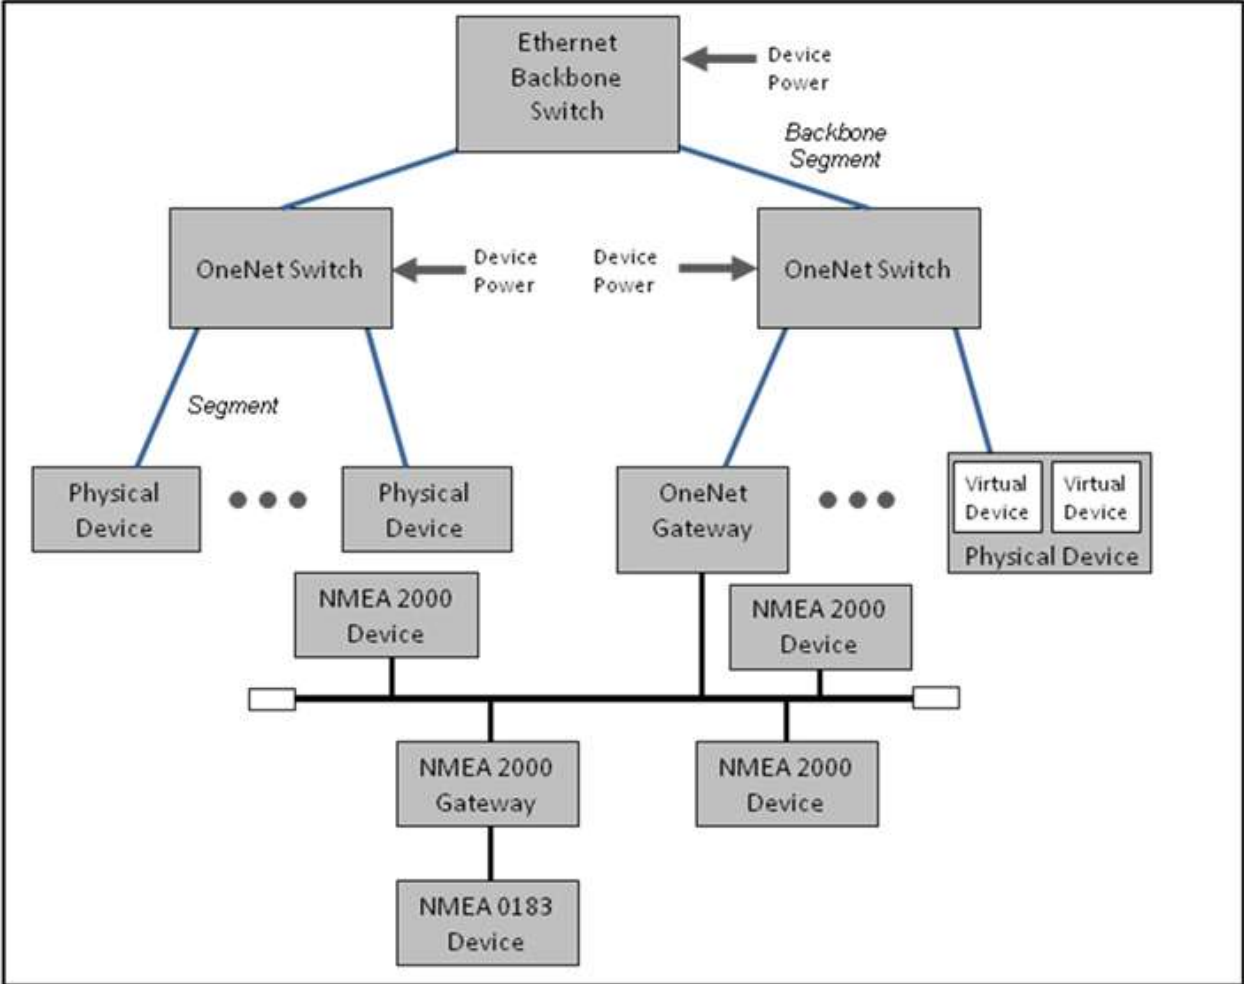 Ethernet
Backbone
Switch
Device
Power
Backbone
Segment
OneNet Switch
Device
Power
Device
Power
OneNet Switch
Segment
Physical
Device
Physical
Device
OneNet
Gateway
Virtual
Device
Virtual
Device
Physical Device
NMEA 2000
Device
NMEA 2000
Device
NMEA 2000
Gateway
NMEA 2000
Device
NMEA 0183
Device